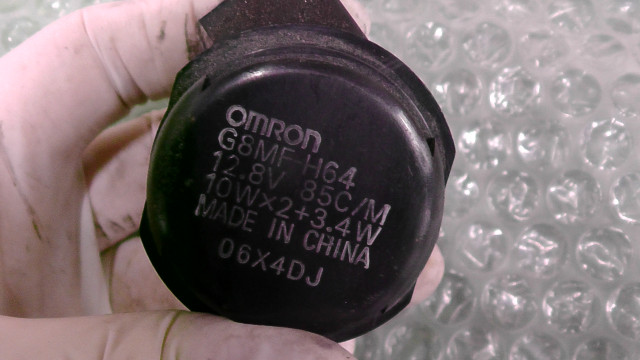 OMRON
G8MF-H64
12.8V 85C/M
10W×2+3.4W
MADE IN CHINA
06X4DJ